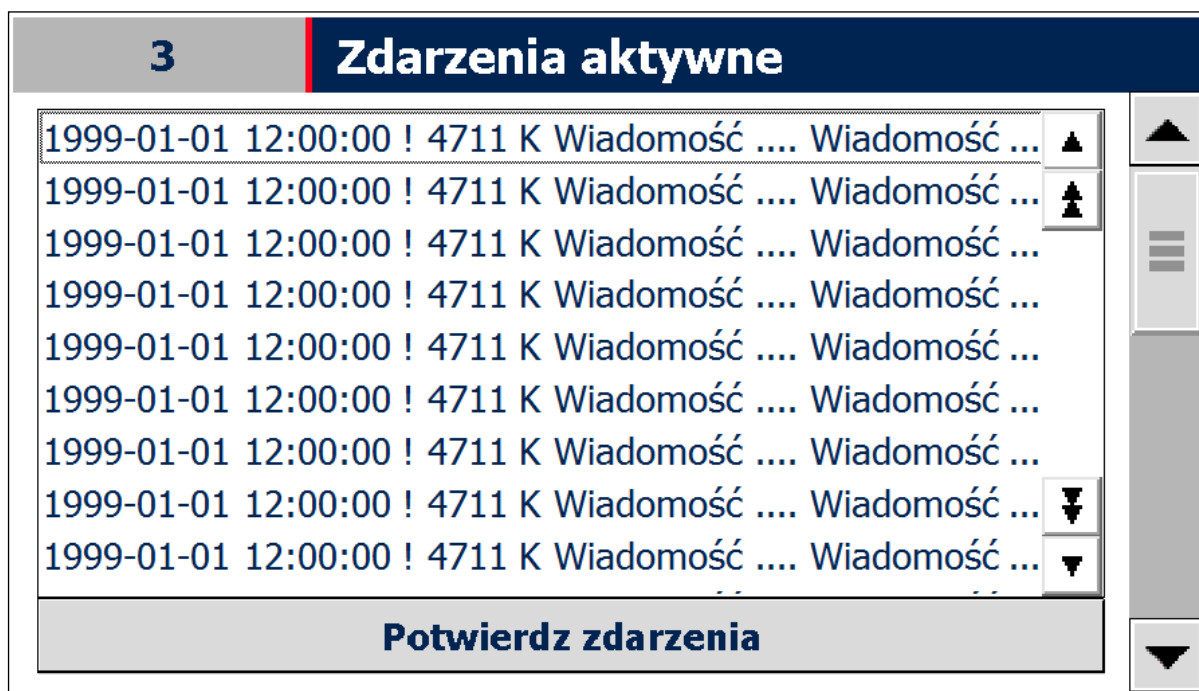 3
Zdarzenia aktywne
1999-01-01 12:00:00 ! 4711 K Wiadomość .... Wiadomość ...
1999-01-01 12:00:00 ! 4711 K Wiadomość .... Wiadomość ...
1999-01-01 12:00:00 ! 4711 K Wiadomość .... Wiadomość ...
1999-01-01 12:00:00 ! 4711 K Wiadomość .... Wiadomość ...
1999-01-01 12:00:00 ! 4711 K Wiadomość .... Wiadomość ...
1999-01-01 12:00:00 ! 4711 K Wiadomość .... Wiadomość ...
1999-01-01 12:00:00 ! 4711 K Wiadomość .... Wiadomość ...
1999-01-01 12:00:00 ! 4711 K Wiadomość .... Wiadomość ...
1999-01-01 12:00:00 ! 4711 K Wiadomość .... Wiadomość ...
Potwierdz zdarzenia